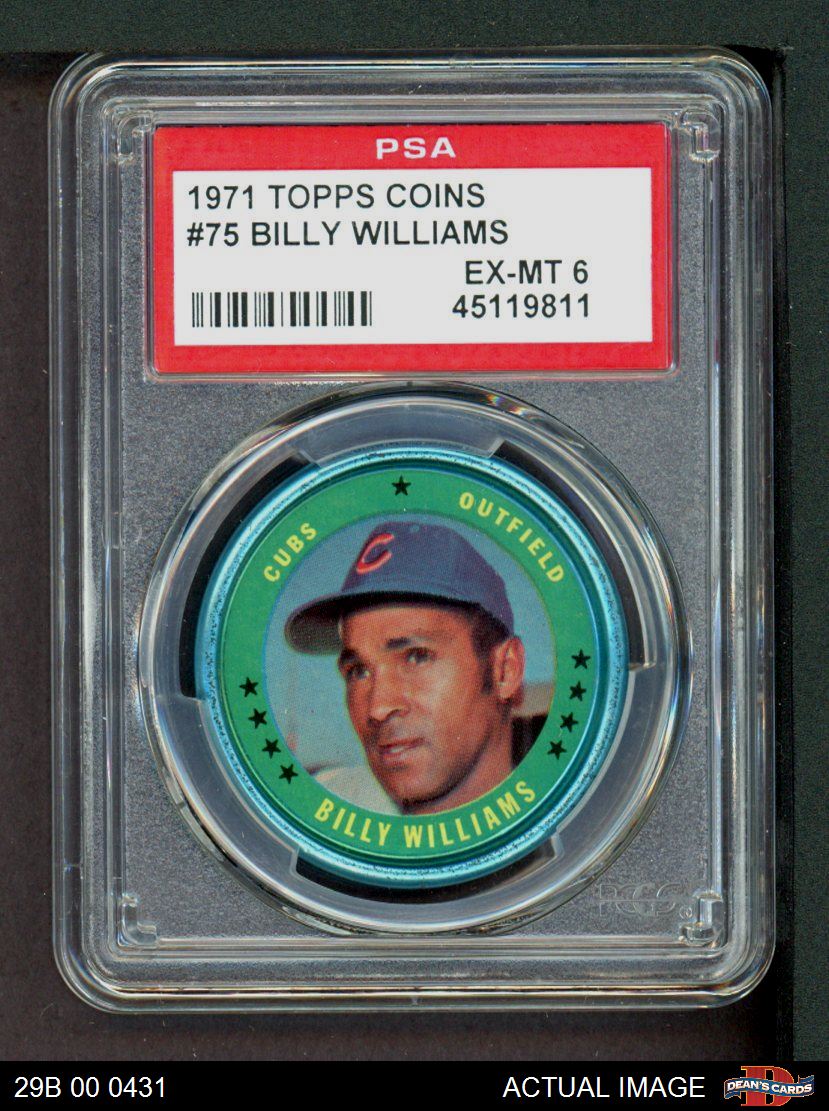 PSA
1971 TOPPS COINS
#75 BILLY WILLIAMS
EX-MT 6
45119811
CUBS
OUTFIELD
C
BILLY WILLIAMS
PCGS
29B 00 0431
ACTUAL IMAGE
DEAN'S CARDS